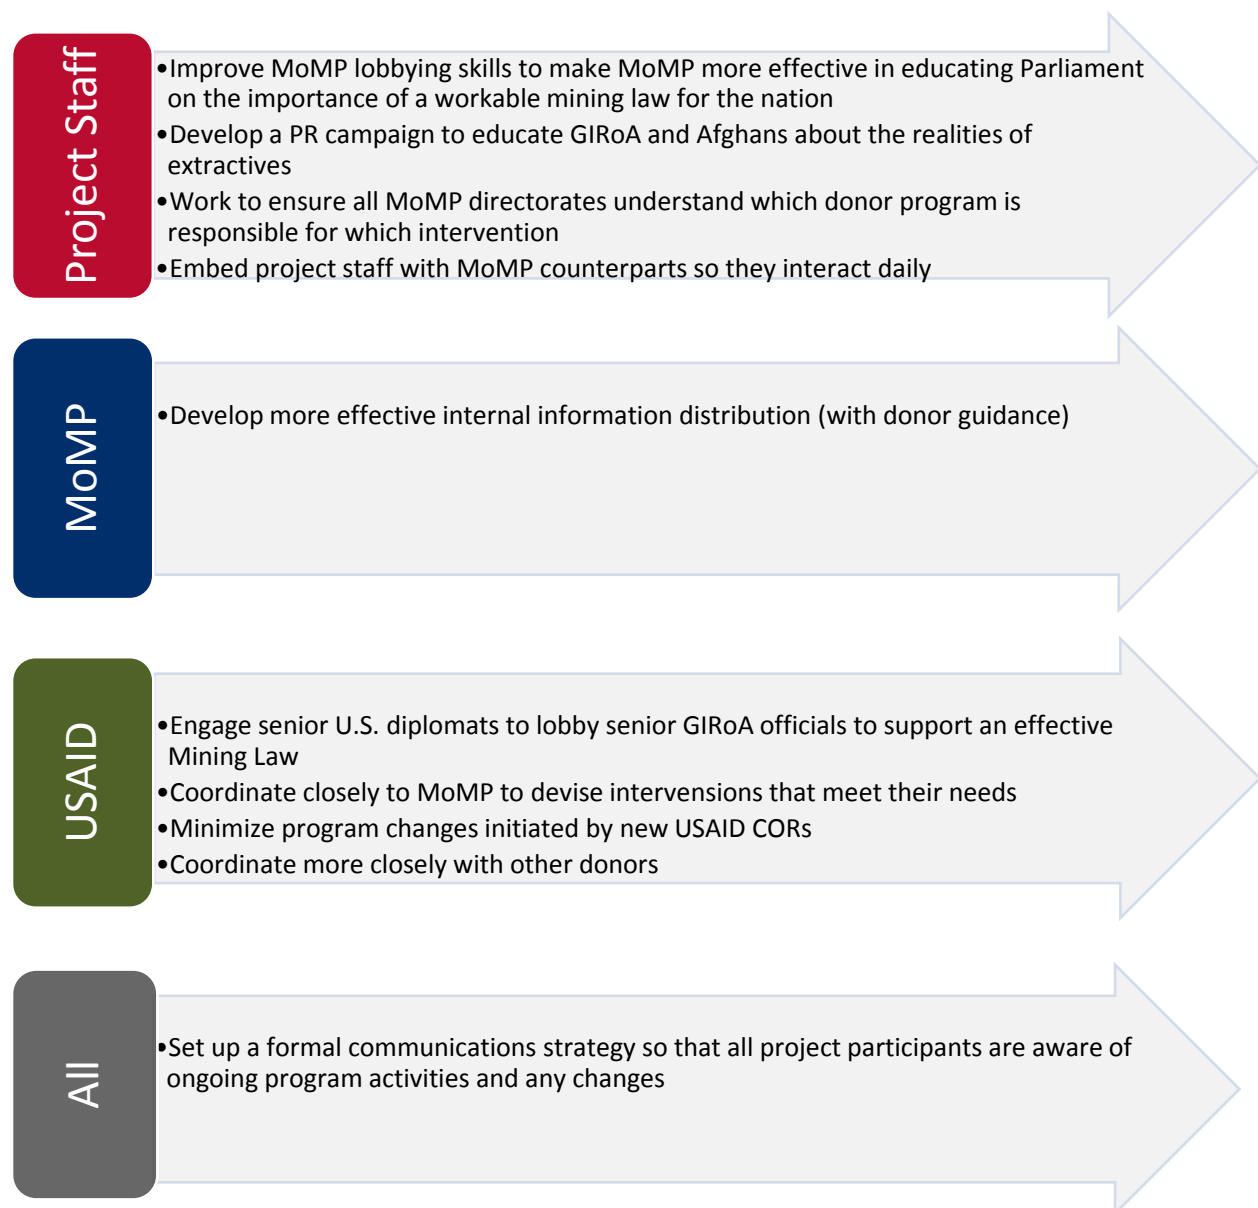 Project Staff
•Improve MoMP lobbying skills to make MoMP more effective in educating Parliament
on the importance of a workable mining law for the nation
•Develop a PR campaign to educate GIRoA and Afghans about the realities of
extractives
•Work to ensure all MoMP directorates understand which donor program is
responsible for which intervention
•Embed project staff with MoMP counterparts so they interact daily
MoMP
•Develop more effective internal information distribution (with donor guidance)
USAID
•Engage senior U.S. diplomats to lobby senior GIRoA officials to support an effective
Mining Law
•Coordinate closely to MoMP to devise intervensions that meet their needs
•Minimize program changes initiated by new USAID CORs
•Coordinate more closely with other donors
All
•Set up a formal communications strategy so that all project participants are aware of
ongoing program activities and any changes